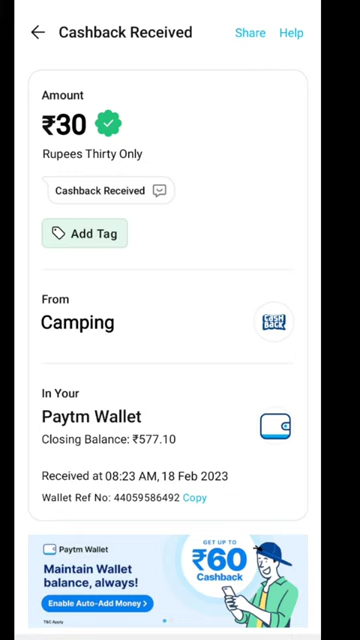 Cashback Received
Share
Help
Amount
₹30
Rupees Thirty Only
Cashback Received
Add Tag
From
Camping
CASH
BACK
In Your
Paytm Wallet
Closing Balance: ₹577.10
Received at 08:23 AM, 18 Feb 2023
Wallet Ref No: 44059586492 Copy
Paytm Wallet
Maintain Wallet
balance, always!
Enable Auto-Add Money >
T&C Apply
GET UP TO
₹60
Cashback